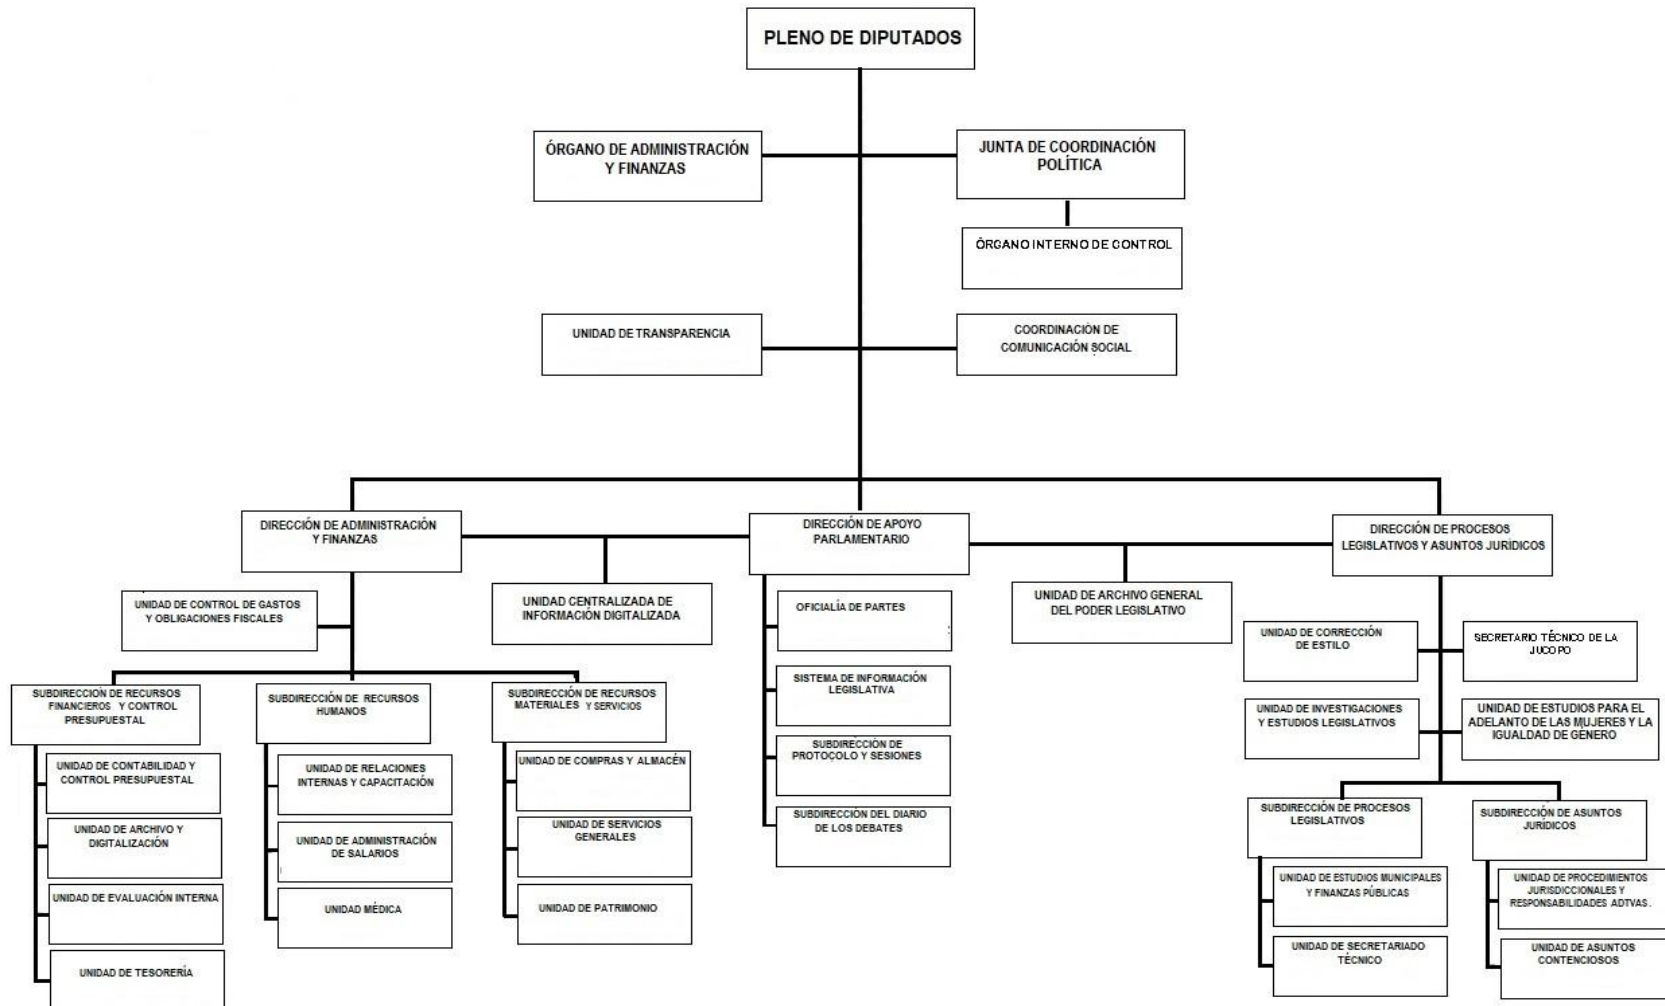 PLENO DE DIPUTADOS
ÓRGANO DE ADMINISTRACIÓN
Y FINANZAS
JUNTA DE COORDINACIÓN
POLÍTICA
ÓRGANO INTERNO DE CONTROL
UNIDAD DE TRANSPARENCIA
COORDINACIÓN DE
COMUNICACIÓN SOCIAL
DIRECCIÓN DE ADMINISTRACIÓN
Y FINANZAS
DIRECCIÓN DE APOYO
PARLAMENTARIO
DIRECCIÓN DE PROCESOS
LEGISLATIVOS Y ASUNTOS JURÍDICOS
UNIDAD DE CONTROL DE GASTOS
Y OBLIGACIONES FISCALES
UNIDAD CENTRALIZADA DE
INFORMACIÓN DIGITALIZADA
OFICIALÍA DE PARTES
UNIDAD DE ARCHIVO GENERAL
DEL PODER LEGISLATIVO
UNIDAD DE CORRECCIÓN
DE ESTILO
SECRETARIO TÉCNICO DE LA
JUCOPO
SUBDIRECCIÓN DE RECURSOS
FINANCIEROS Y CONTROL
PRESUPUESTAL
SUBDIRECCIÓN DE RECURSOS
HUMANOS
SUBDIRECCIÓN DE RECURSOS
MATERIALES Y SERVICIOS
SISTEMA DE INFORMACIÓN
LEGISLATIVA
UNIDAD DE INVESTIGACIONES
Y ESTUDIOS LEGISLATIVOS
UNIDAD DE ESTUDIOS PARA EL
ADELANTO DE LAS MUJERES Y LA
IGUALDAD DE GÉNERO
UNIDAD DE CONTABILIDAD Y
CONTROL PRESUPUESTAL
UNIDAD DE RELACIONES
INTERNAS Y CAPACITACIÓN
UNIDAD DE COMPRAS Y ALMACÉN
SUBDIRECCIÓN DE
PROTOCOLO Y SESIONES
SUBDIRECCIÓN DE PROCESOS
LEGISLATIVOS
SUBDIRECCIÓN DE ASUNTOS
JURÍDICOS
UNIDAD DE ARCHIVO Y
DIGITALIZACIÓN
UNIDAD DE ADMINISTRACIÓN
DE SALARIOS
UNIDAD DE SERVICIOS
GENERALES
SUBDIRECCIÓN DEL DIARIO
DE LOS DEBATES
UNIDAD DE ESTUDIOS MUNICIPALES
Y FINANZAS PÚBLICAS
UNIDAD DE PROCEDIMIENTOS
JURISDICCIONALES Y
RESPONSABILIDADES ADTVAS.
UNIDAD DE EVALUACIÓN INTERNA
UNIDAD MÉDICA
UNIDAD DE PATRIMONIO
UNIDAD DE SECRETARIADO
TÉCNICO
UNIDAD DE ASUNTOS
CONTENCIOSOS
UNIDAD DE TESORERÍA